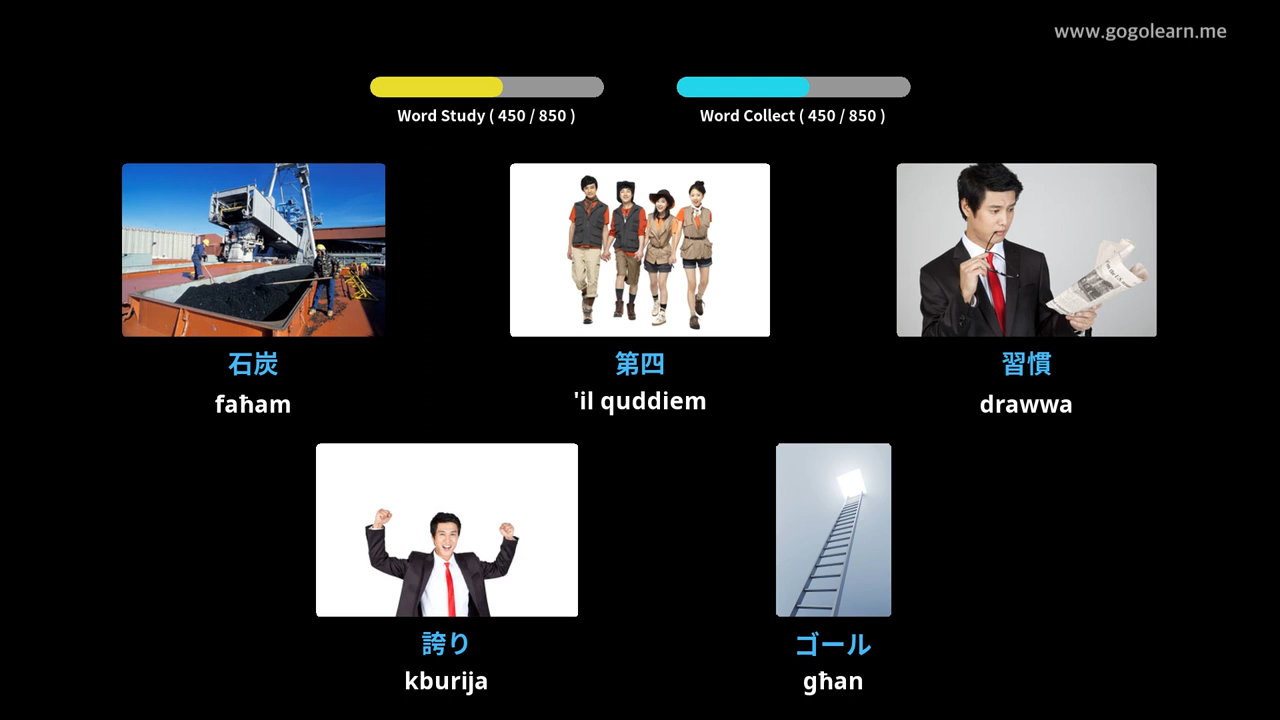 www.gogolearn.me
Word Study ( 450 / 850 )
Word Collect ( 450 / 850 )
石炭
faħam
第四
'il quddiem
習慣
drawwa
誇り
kburija
ゴール
għan